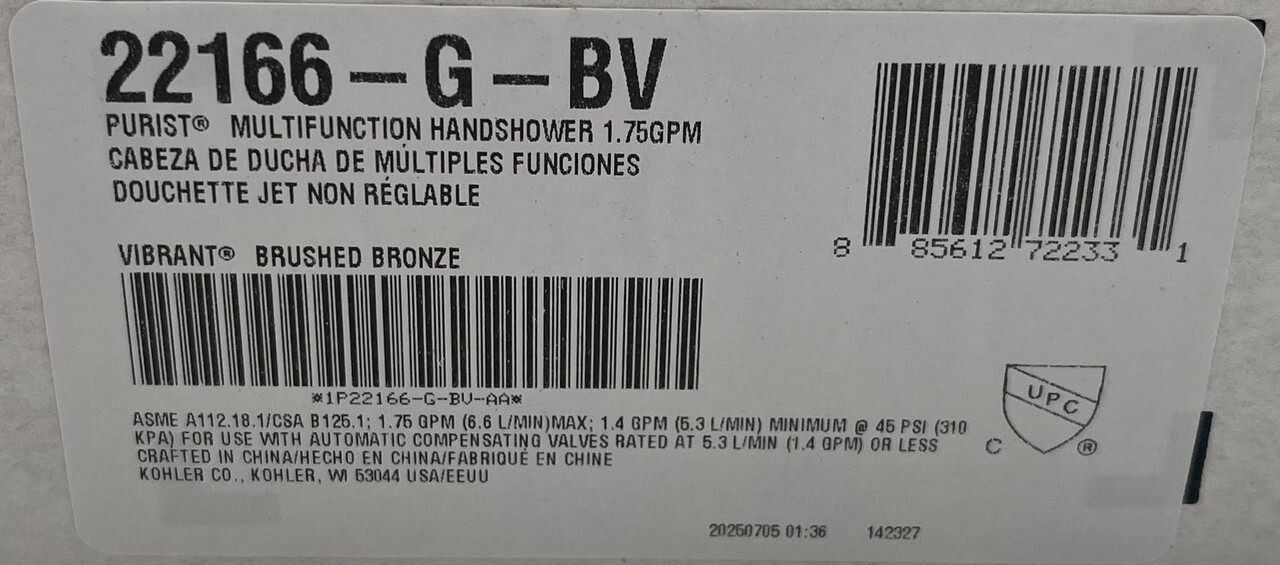 22166-G-BV
PURIST® MULTIFUNCTION HANDSHOWER 1.75GPM
CABEZA DE DUCHA DE MÚLTIPLES FUNCIONES
DOUCHETTE JET NON RÉGLABLE
VIBRANT® BRUSHED BRONZE
*1P22166-G-BV-AA*
8 85612 72233 1
ASME A112.18.1/CSA B125.1; 1.75 GPM (6.6 L/MIN)MAX; 1.4 GPM (5.3 L/MIN) MINIMUM @ 45 PSI (310
KPA) FOR USE WITH AUTOMATIC COMPENSATING VALVES RATED AT 5.3 L/MIN (1.4 GPM) OR LESS
CRAFTED IN CHINA/HECHO EN CHINA/FABRIQUÉ EN CHINE
KOHLER CO., KOHLER, WI 53044 USA/EEUU
C UPC ®
20250705 01:36 142327